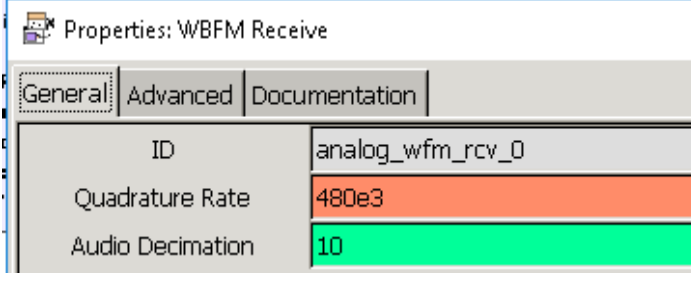 Properties: WBFM Receive
General Advanced Documentation
ID analog_wfm_rcv_0
Quadrature Rate 480e3
Audio Decimation 10